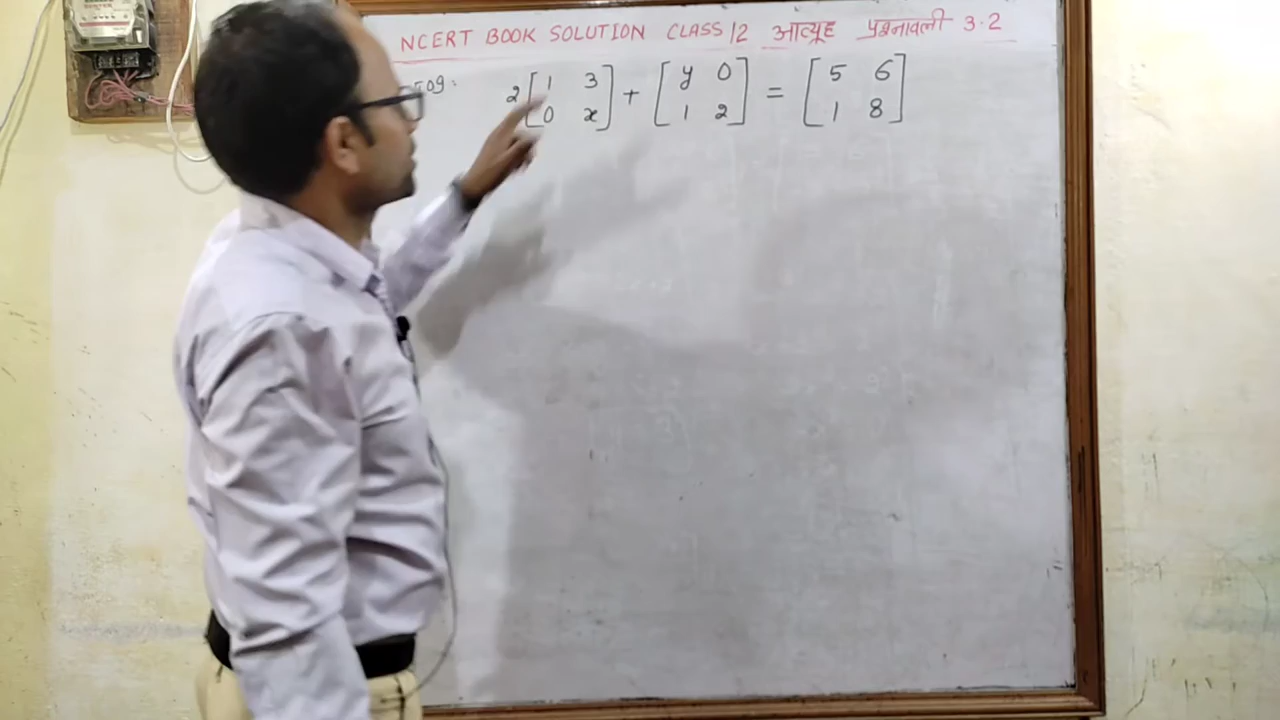 NCERT BOOK SOLUTION CLASS 12 आव्यूह प्रश्नावली 3.2
2 [ 1 3 ] + [ y 0 ] = [ 5 6 ]
[ 0 x ] [ 1 2 ] [ 1 8 ]